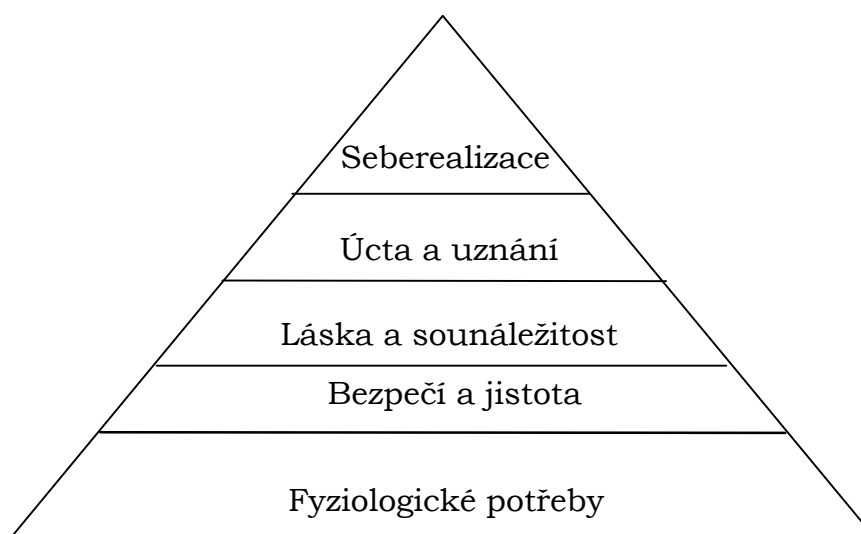 Seberealizace
Úcta a uznání
Láska a sounáležitost
Bezpečí a jistota
Fyziologické potřeby